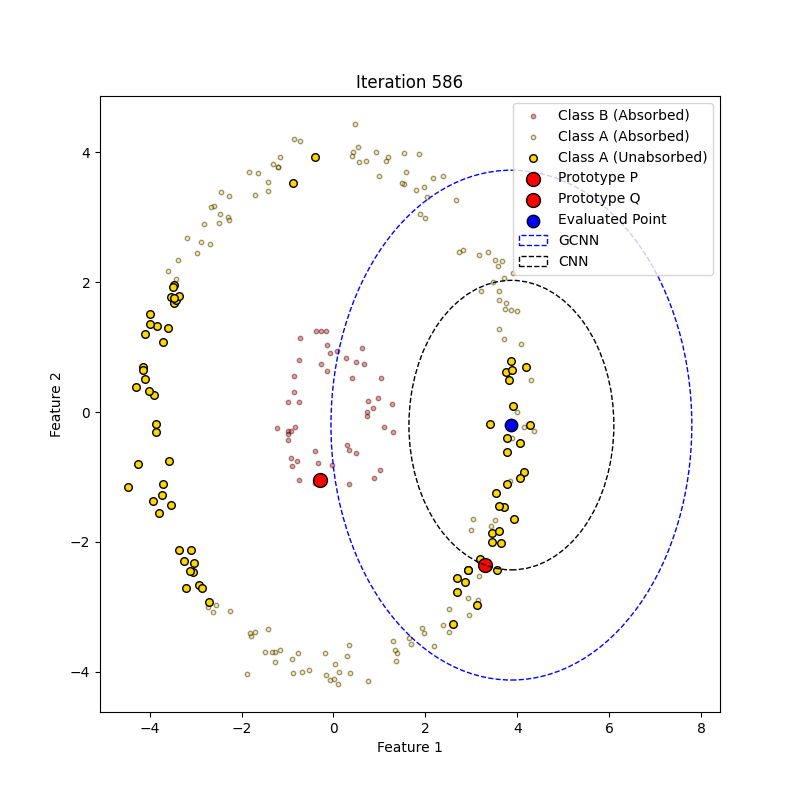 Iteration 586
Class B (Absorbed)
Class A (Absorbed)
Class A (Unabsorbed)
Prototype P
Prototype Q
Evaluated Point
GCNN
CNN
4
2
0
−2
−4
Feature 2
−4
−2
0
2
4
6
8
Feature 1